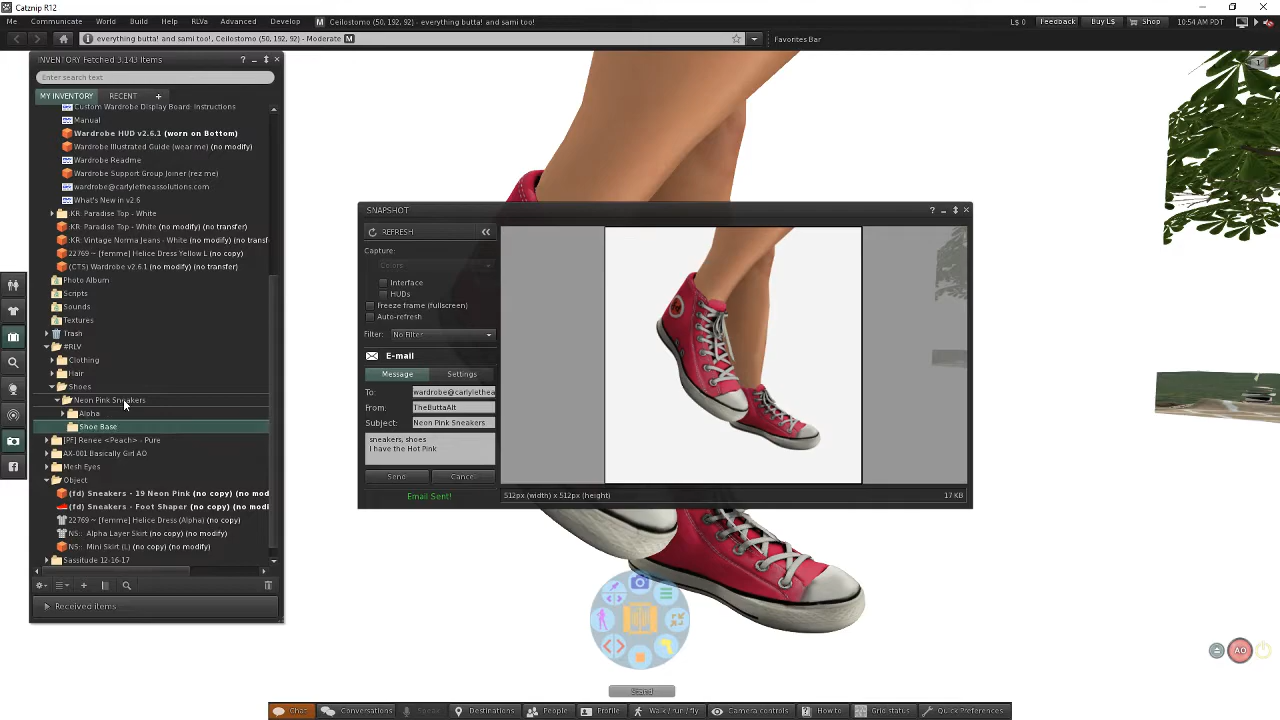 Catznip R12
Me Communicate World Build Help RLVa Advanced Develop M Ceilostomo (50, 192, 92) - everything butta! and sami too! L$ 0 Feedback Buy L$ Shop 10:54 AM PDT
everything butta! and sami too!, Ceilostomo (50, 192, 92) - Moderate M Favorites Bar
INVENTORY Fetched 3,143 Items ?
Enter search text
MY INVENTORY RECENT +
Custom Wardrobe Display Board: Instructions
Manual
Wardrobe HUD v2.6.1 (worn on Bottom)
Wardrobe Illustrated Guide (wear me) (no modify)
Wardrobe Readme
Wardrobe Support Group Joiner (rez me)
wardrobe@carlyletheassolutions.com
What's New in v2.6
:KR: Paradise Top - White
:KR: Paradise Top - White (no modify) (no transfer)
:KR: Vintage Norma Jeans - White (no modify) (no transf
22769 ~ [femme] Helice Dress Yellow L (no copy)
(CTS) Wardrobe v2.6.1 (no modify) (no transfer)
Photo Album
Scripts
Sounds
Textures
Trash
#RLV
Clothing
Hair
Shoes
Neon Pink Sneakers
Alpha
Shoe Base
[PF] Renee <Peach> - Pure
AX-001 Basically Girl AO
Mesh Eyes
Object
(fd) Sneakers - 19 Neon Pink (no copy) (no mod
(fd) Sneakers - Foot Shaper (no copy) (no modi
22769 ~ [femme] Helice Dress (Alpha) (no copy)
NS:: Alpha Layer Skirt (no copy) (no modify)
NS:: Mini Skirt (L) (no copy) (no modify)
Sassitude 12-16-17
Received items
SNAPSHOT ?
REFRESH
Capture:
Colors
Interface
HUDs
Freeze frame (fullscreen)
Auto-refresh
Filter: No Filter
E-mail
Message Settings
To: wardrobe@carlylethea
From: TheButtaAlt
Subject: Neon Pink Sneakers
sneakers, shoes
I have the Hot Pink
Send Cancel
Email Sent!
512px (width) x 512px (height) 17 KB
Stand
AO
Chat Conversations Speak Destinations People Profile Walk / run / fly Camera controls How to Grid status Quick Preferences